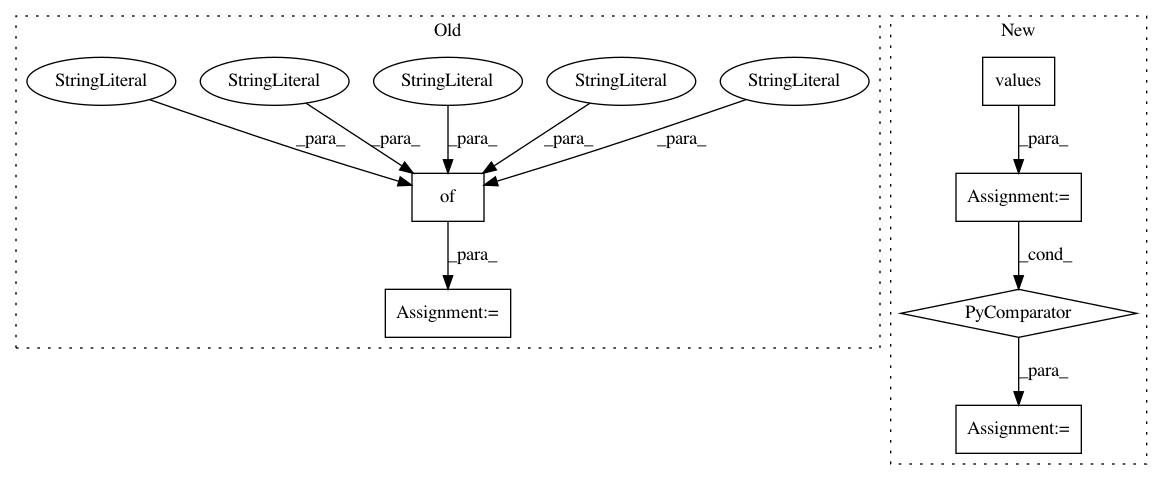 Old
New
StringLiteral
StringLiteral
StringLiteral
StringLiteral
StringLiteral
values
_para_
_para_
_para_
_para_
_para_
_para_
of
Assignment:=
_para_
_cond_
Assignment:=
PyComparator
_para_
Assignment:=